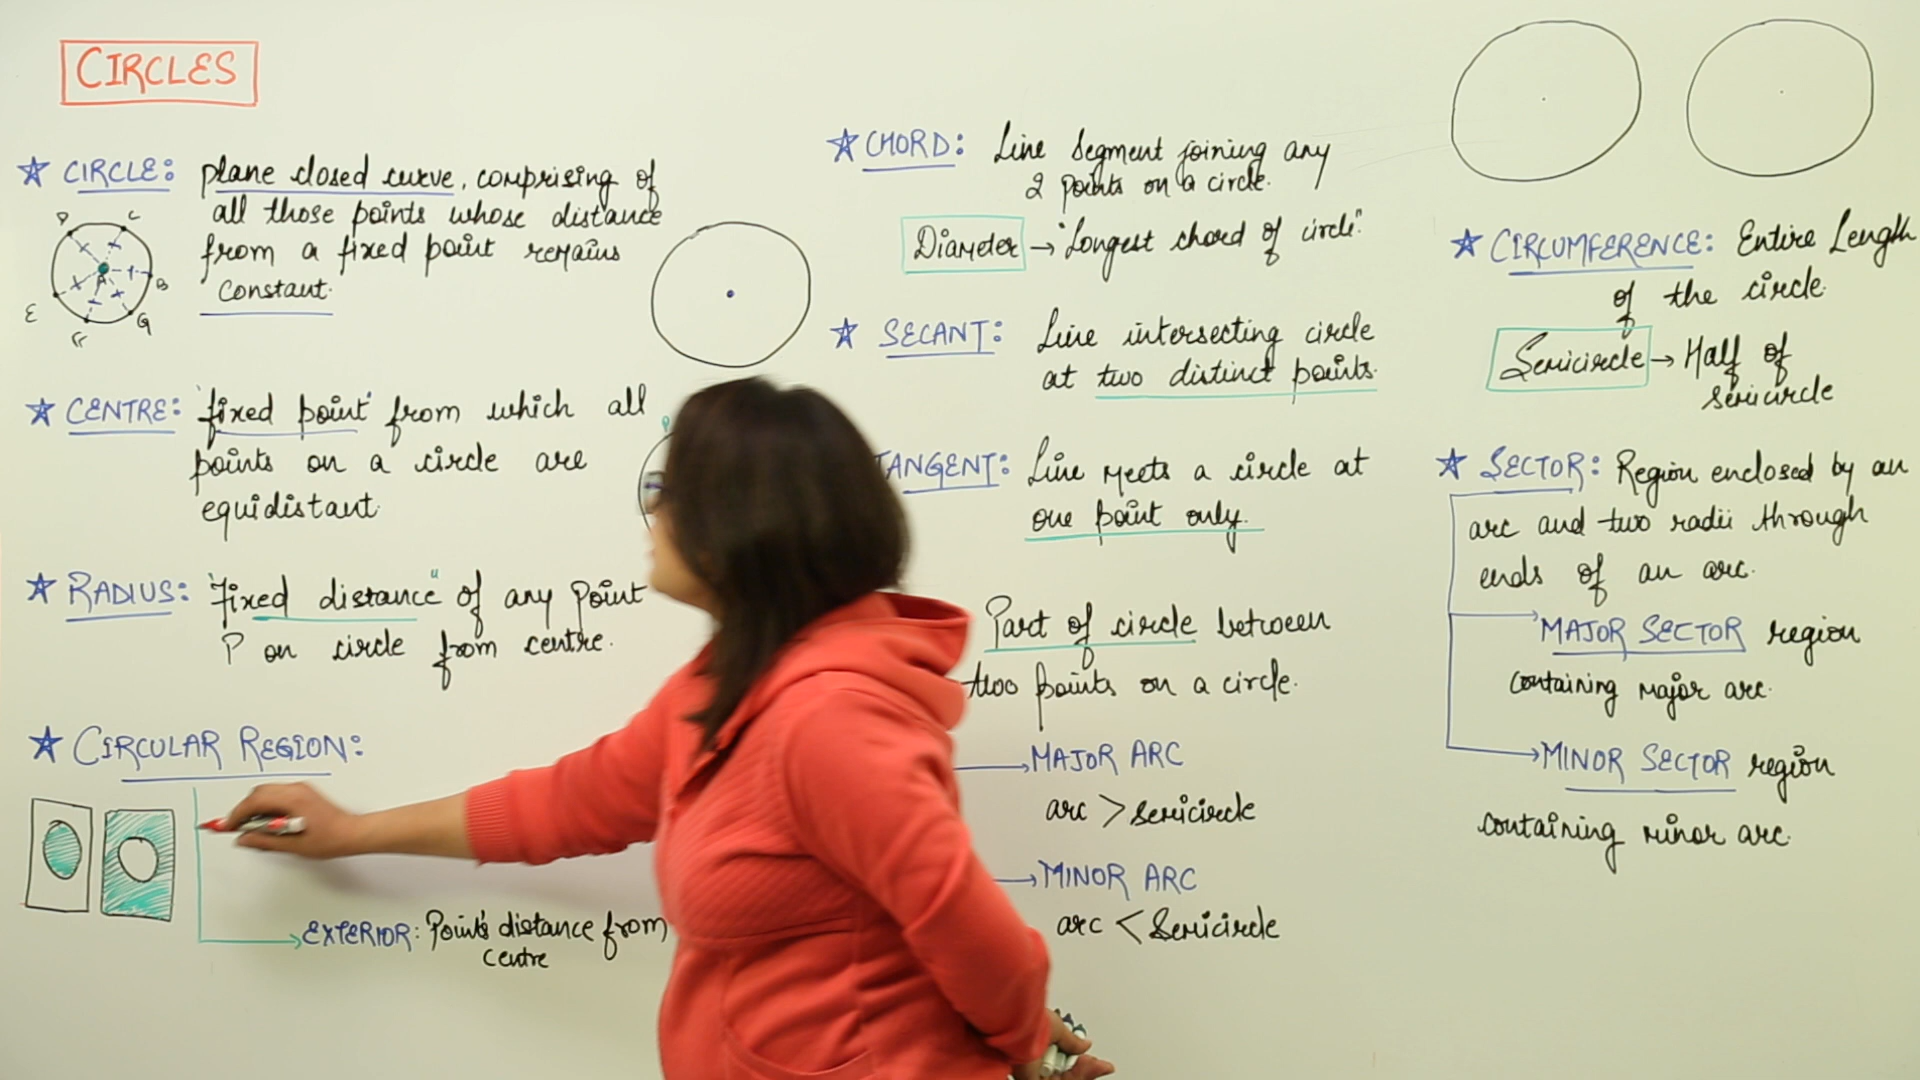 CIRCLES
☆ CIRCLE: plane closed curve, comprising of
all those points whose distance
from a fixed point remains
constant.
D C
A
B
E
F G
☆ CENTRE: "fixed point" from which all
points on a circle are
equidistant.
☆ RADIUS: "fixed distance" of any point
P on circle from centre.
☆ CIRCULAR REGION:
EXTERIOR: Point's distance from
centre
P
☆ CHORD: Line segment joining any
2 points on a circle.
Diameter → "Longest chord of circle".
☆ SECANT: Line intersecting circle
at two distinct points.
TANGENT: Line meets a circle at
one point only.
Part of circle between
two points on a circle.
→ MAJOR ARC
arc > semicircle
→ MINOR ARC
arc < Semicircle
☆ CIRCUMFERENCE: Entire Length
of the circle.
Semicircle → Half of
semicircle
☆ SECTOR: Region enclosed by an
arc and two radii through
ends of an arc.
→ MAJOR SECTOR region
containing major arc.
→ MINOR SECTOR region
containing minor arc.